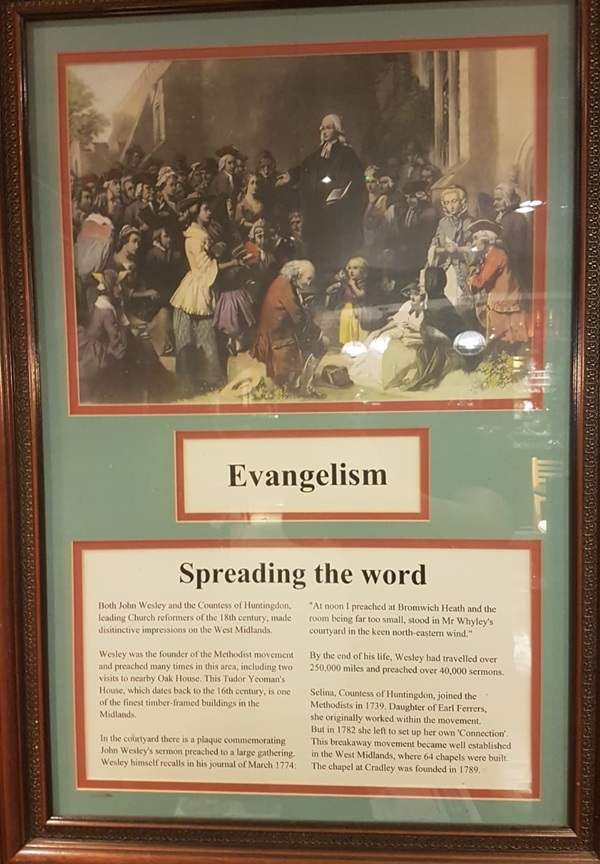 Evangelism
Spreading the word
Both John Wesley and the Countess of Huntingdon,
leading Church reformers of the 18th century, made
disitinctive impressions on the West Midlands.
Wesley was the founder of the Methodist movement
and preached many times in this area, including two
visits to nearby Oak House. This Tudor Yeoman's
House, which dates back to the 16th century, is one
of the finest timber-framed buildings in the
Midlands.
In the courtyard there is a plaque commemorating
John Wesley's sermon preached to a large gathering.
Wesley himself recalls in his journal of March 1774:
"At noon I preached at Bromwich Heath and the
room being far too small, stood in Mr Whyley's
courtyard in the keen north-eastern wind."
By the end of his life, Wesley had travelled over
250,000 miles and preached over 40,000 sermons.
Selina, Countess of Huntingdon, joined the
Methodists in 1739. Daughter of Earl Ferrers,
she originally worked within the movement.
But in 1782 she left to set up her own 'Connection'.
This breakaway movement became well established
in the West Midlands, where 64 chapels were built.
The chapel at Cradley was founded in 1789.